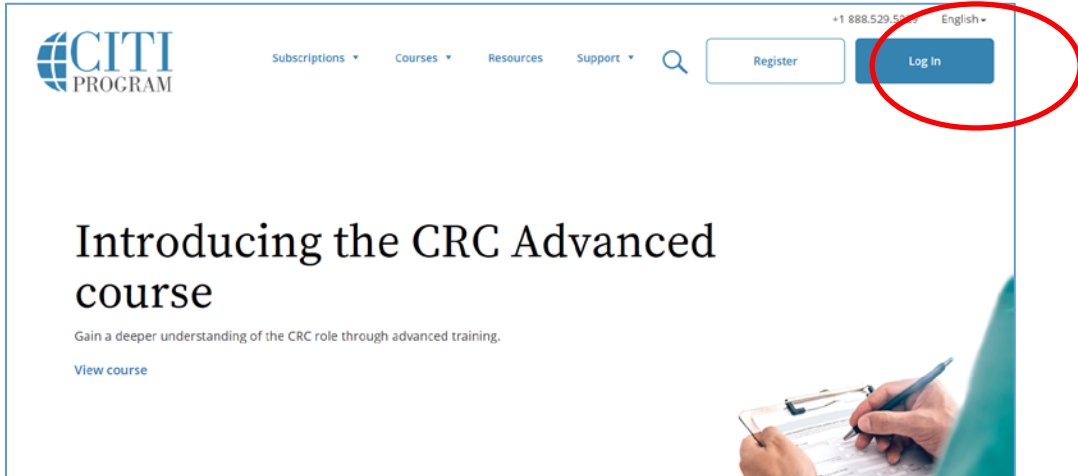 +1 888.529.5929 English
CITI
PROGRAM
Subscriptions
Courses
Resources
Support
Register
Log In
Introducing the CRC Advanced
course
Gain a deeper understanding of the CRC role through advanced training.
View course